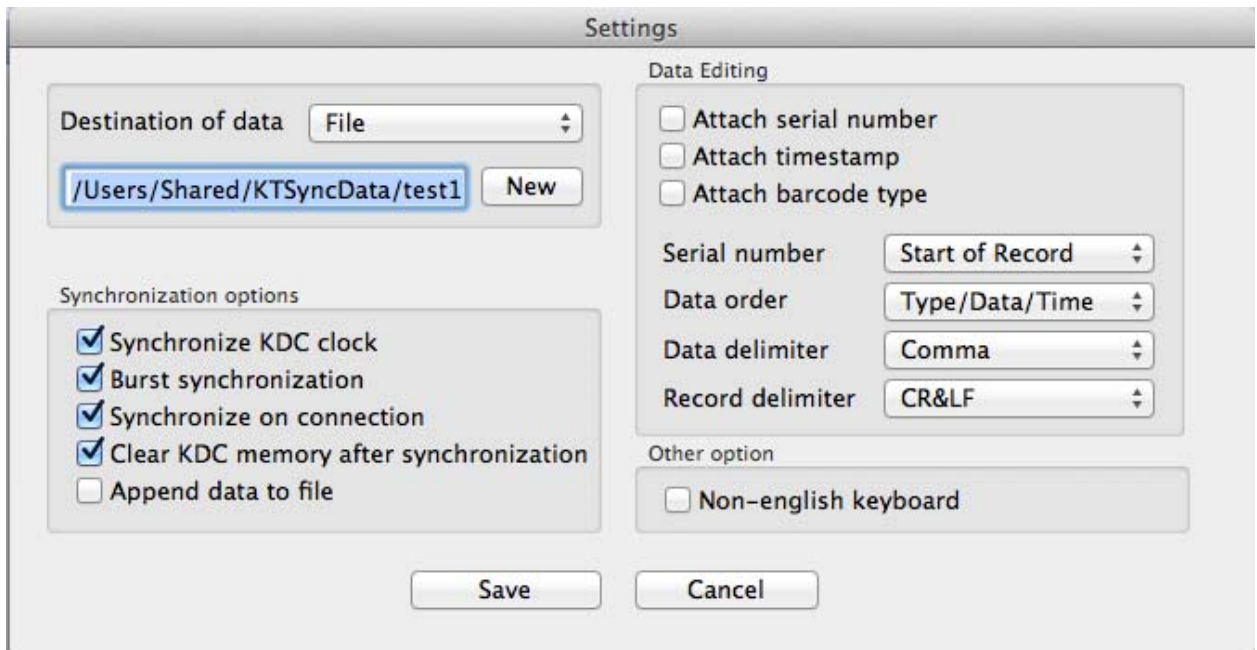 Settings
Destination of data File
/Users/Shared/KTSyncData/test1 New
Synchronization options
Synchronize KDC clock
Burst synchronization
Synchronize on connection
Clear KDC memory after synchronization
Append data to file
Data Editing
Attach serial number
Attach timestamp
Attach barcode type
Serial number Start of Record
Data order Type/Data/Time
Data delimiter Comma
Record delimiter CR&LF
Other option
Non-english keyboard
Save Cancel